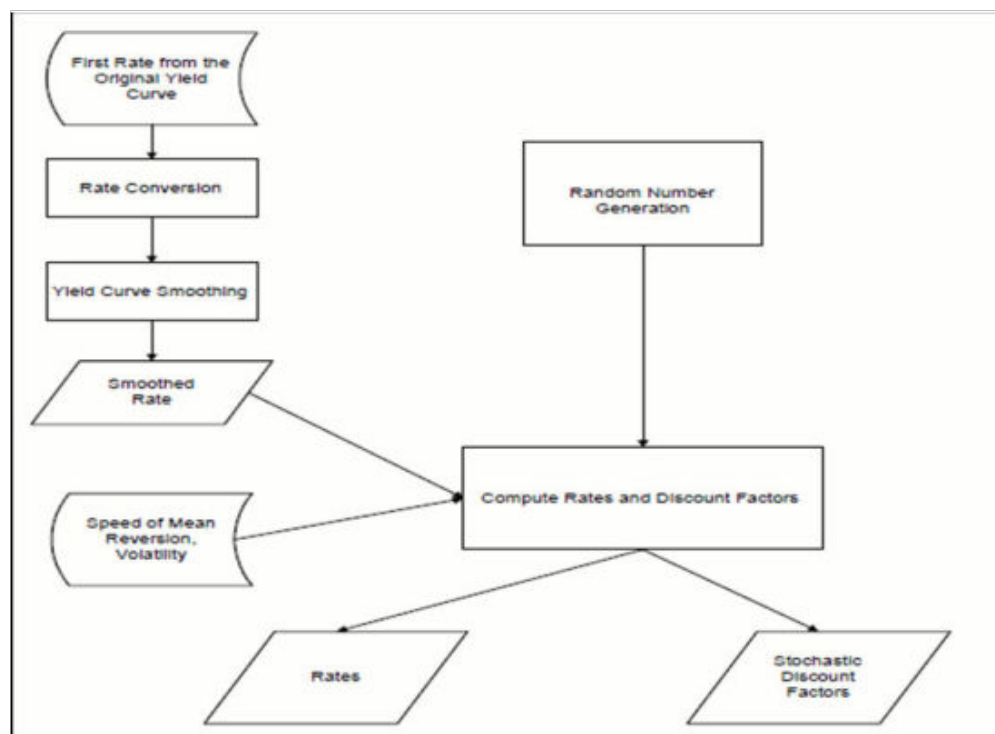 First Rate from the
Original Yield
Curve
Rate Conversion
Random Number
Generation
Yield Curve Smoothing
Smoothed
Rate
Compute Rates and Discount Factors
Speed of Mean
Reversion,
Volatility
Rates
Stochastic
Discount
Factors